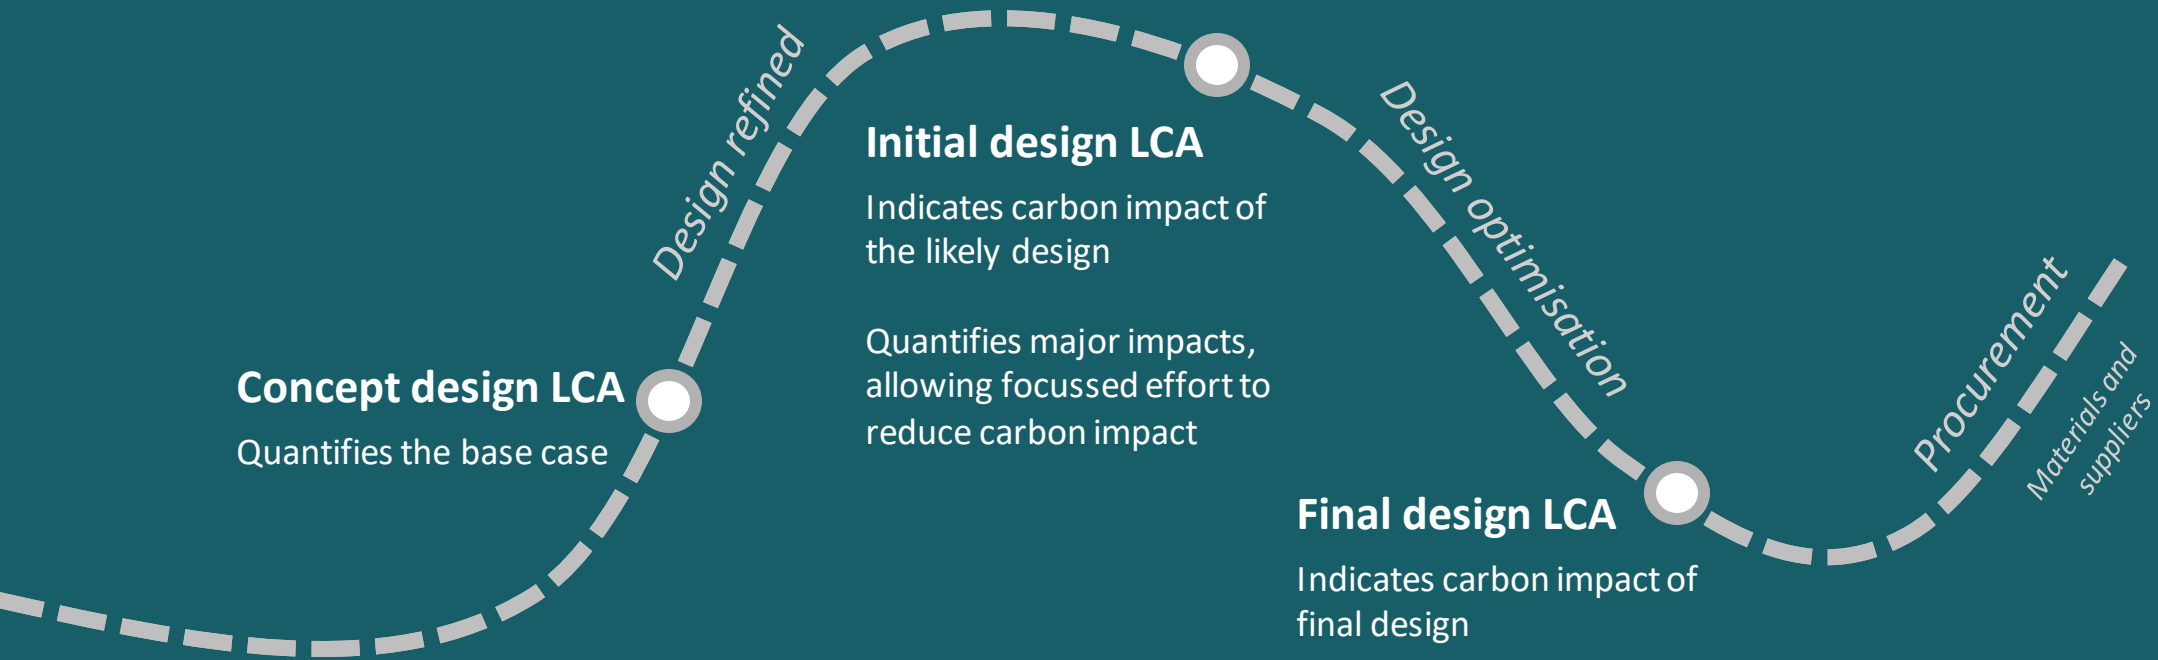 Concept design LCA
Quantifies the base case
Design refined
Initial design LCA
Indicates carbon impact of
the likely design
Quantifies major impacts,
allowing focussed effort to
reduce carbon impact
Design optimisation
Final design LCA
Indicates carbon impact of
final design
Procurement
Materials and
suppliers